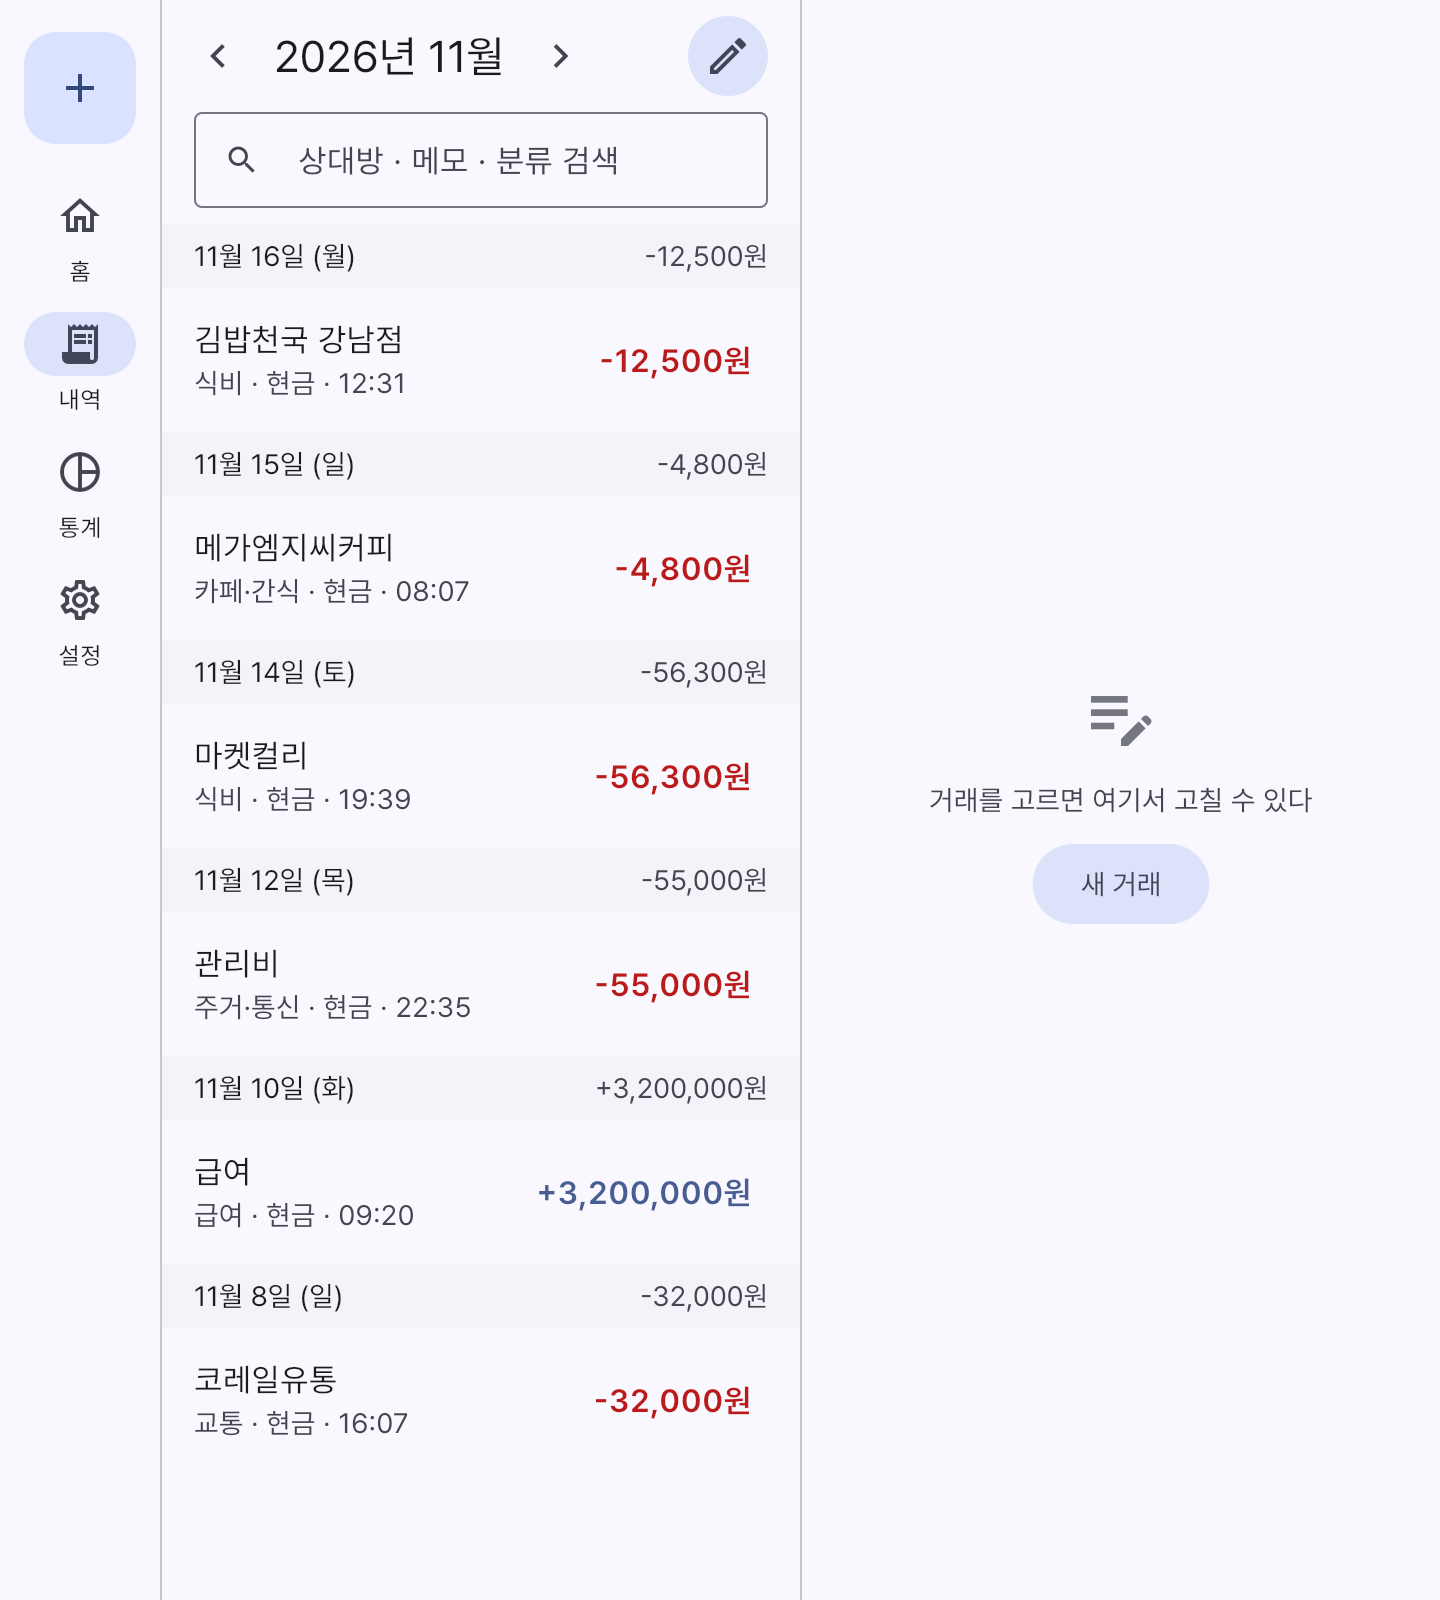 홈
내역
통계
설정
2026년 11월
상대방 · 메모 · 분류 검색
11월 16일 (월) -12,500원
김밥천국 강남점
식비 · 현금 · 12:31
-12,500원
11월 15일 (일) -4,800원
메가엠지씨커피
카페·간식 · 현금 · 08:07
-4,800원
11월 14일 (토) -56,300원
마켓컬리
식비 · 현금 · 19:39
-56,300원
11월 12일 (목) -55,000원
관리비
주거·통신 · 현금 · 22:35
-55,000원
11월 10일 (화) +3,200,000원
급여
급여 · 현금 · 09:20
+3,200,000원
11월 8일 (일) -32,000원
코레일유통
교통 · 현금 · 16:07
-32,000원
거래를 고르면 여기서 고칠 수 있다
새 거래